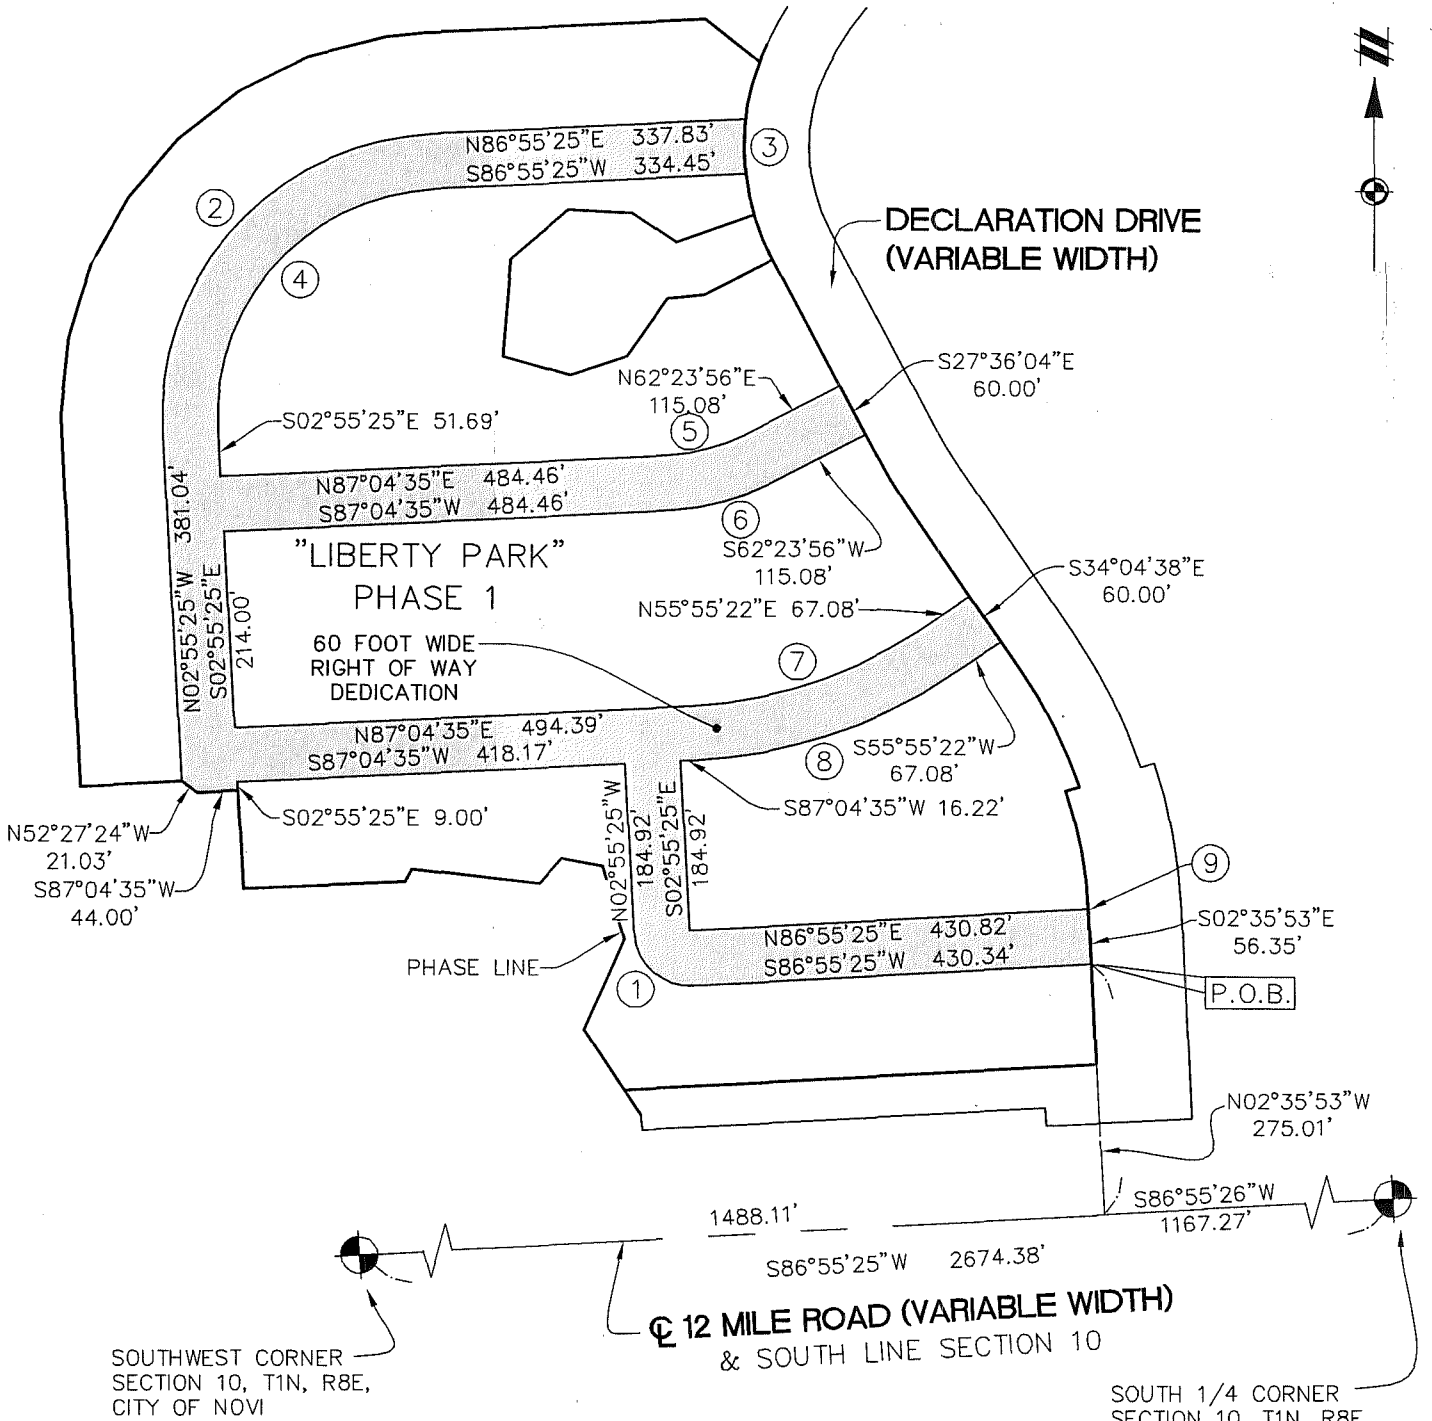 N86°55'25"E 337.83'
S86°55'25"W 334.45'
3
2
DECLARATION DRIVE
(VARIABLE WIDTH)
4
S27°36'04"E
60.00'
N62°23'56"E
115.08'
S02°55'25"E 51.69'
5
N87°04'35"E 484.46'
S87°04'35"W 484.46'
6
S62°23'56"W
115.08'
N02°55'25"W 381.04'
S02°55'25"E
214.00'
"LIBERTY PARK"
PHASE 1
S34°04'38"E
60.00'
N55°55'22"E 67.08'
60 FOOT WIDE
RIGHT OF WAY
DEDICATION
7
N87°04'35"E 494.39'
S87°04'35"W 418.17'
8
S55°55'22"W
67.08'
S87°04'35"W 16.22'
S02°55'25"E 9.00'
N52°27'24"W
21.03'
S87°04'35"W
44.00'
N02°55'25"W
184.92'
S02°55'25"E
184.92'
9
S02°35'53"E
56.35'
N86°55'25"E 430.82'
S86°55'25"W 430.34'
PHASE LINE
1
P.O.B.
N02°35'53"W
275.01'
S86°55'26"W
1167.27'
1488.11'
S86°55'25"W 2674.38'
℄ 12 MILE ROAD (VARIABLE WIDTH)
& SOUTH LINE SECTION 10
SOUTHWEST CORNER
SECTION 10, T1N, R8E,
CITY OF NOVI
SOUTH 1/4 CORNER
SECTION 10, T1N, R8E